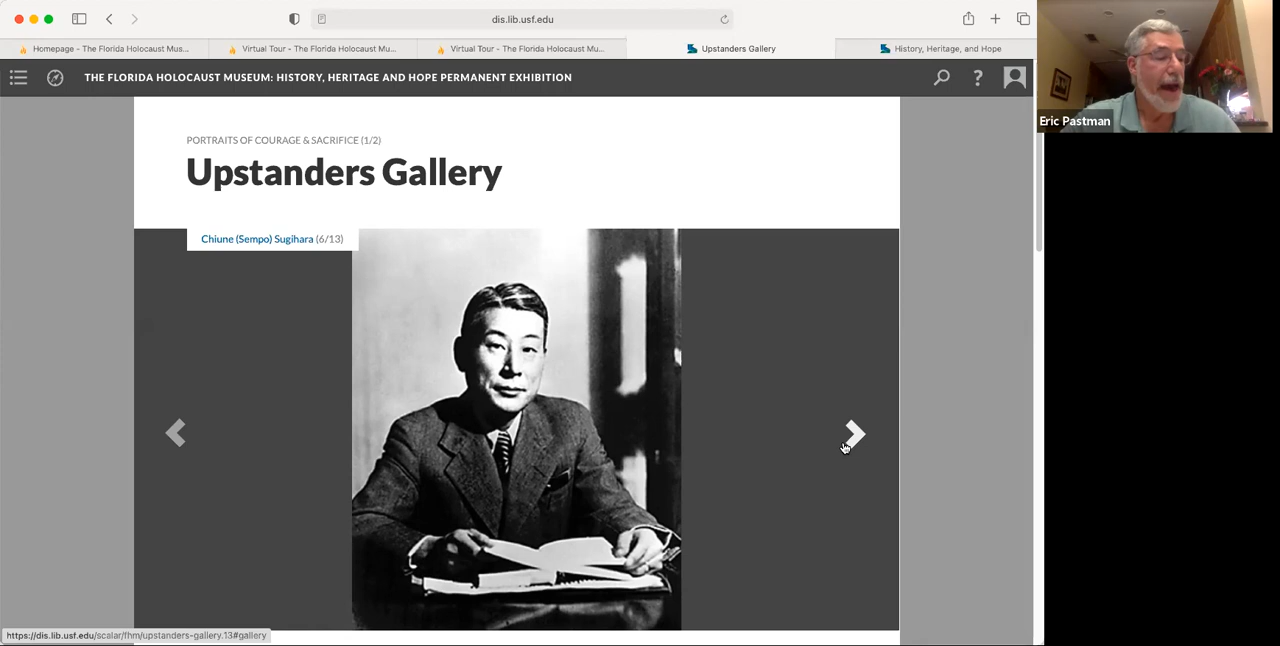 dis.lib.usf.edu
Homepage - The Florida Holocaust Mus...
Virtual Tour - The Florida Holocaust Mu...
Virtual Tour - The Florida Holocaust Mu...
Upstanders Gallery
History, Heritage, and Hope
THE FLORIDA HOLOCAUST MUSEUM: HISTORY, HERITAGE AND HOPE PERMANENT EXHIBITION
?
Eric Pastman
PORTRAITS OF COURAGE & SACRIFICE (1/2)
Upstanders Gallery
Chiune (Sempo) Sugihara (6/13)
https://dis.lib.usf.edu/scalar/fhm/upstanders-gallery.13#gallery